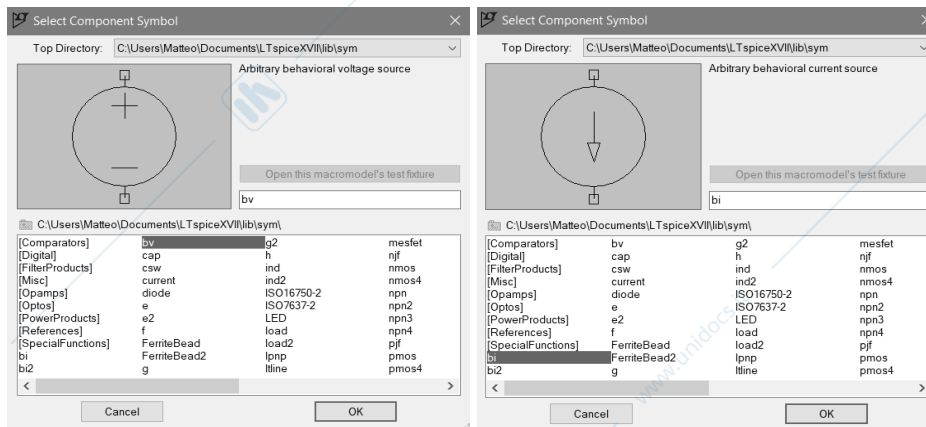 Select Component Symbol
Top Directory: C:\Users\Matteo\Documents\LTspiceXVII\lib\sym
Arbitrary behavioral voltage source
Open this macromodel's test fixture
bv
C:\Users\Matteo\Documents\LTspiceXVII\lib\sym\
[Comparators] bv g2 mesfet
[Digital] cap h njf
[FilterProducts] csw ind nmos
[Misc] current ind2 nmos4
[Opamps] diode ISO16750-2 npn
[Optos] e ISO7637-2 npn2
[PowerProducts] e2 LED npn3
[References] f load npn4
[SpecialFunctions] FerriteBead load2 pjf
bi FerriteBead2 lpnp pmos
bi2 g ltline pmos4
Cancel OK
Select Component Symbol
Top Directory: C:\Users\Matteo\Documents\LTspiceXVII\lib\sym
Arbitrary behavioral current source
Open this macromodel's test fixture
bi
C:\Users\Matteo\Documents\LTspiceXVII\lib\sym\
[Comparators] bv g2 mesfet
[Digital] cap h njf
[FilterProducts] csw ind nmos
[Misc] current ind2 nmos4
[Opamps] diode ISO16750-2 npn
[Optos] e ISO7637-2 npn2
[PowerProducts] e2 LED npn3
[References] f load npn4
[SpecialFunctions] FerriteBead load2 pjf
bi FerriteBead2 lpnp pmos
bi2 g ltline pmos4
Cancel OK